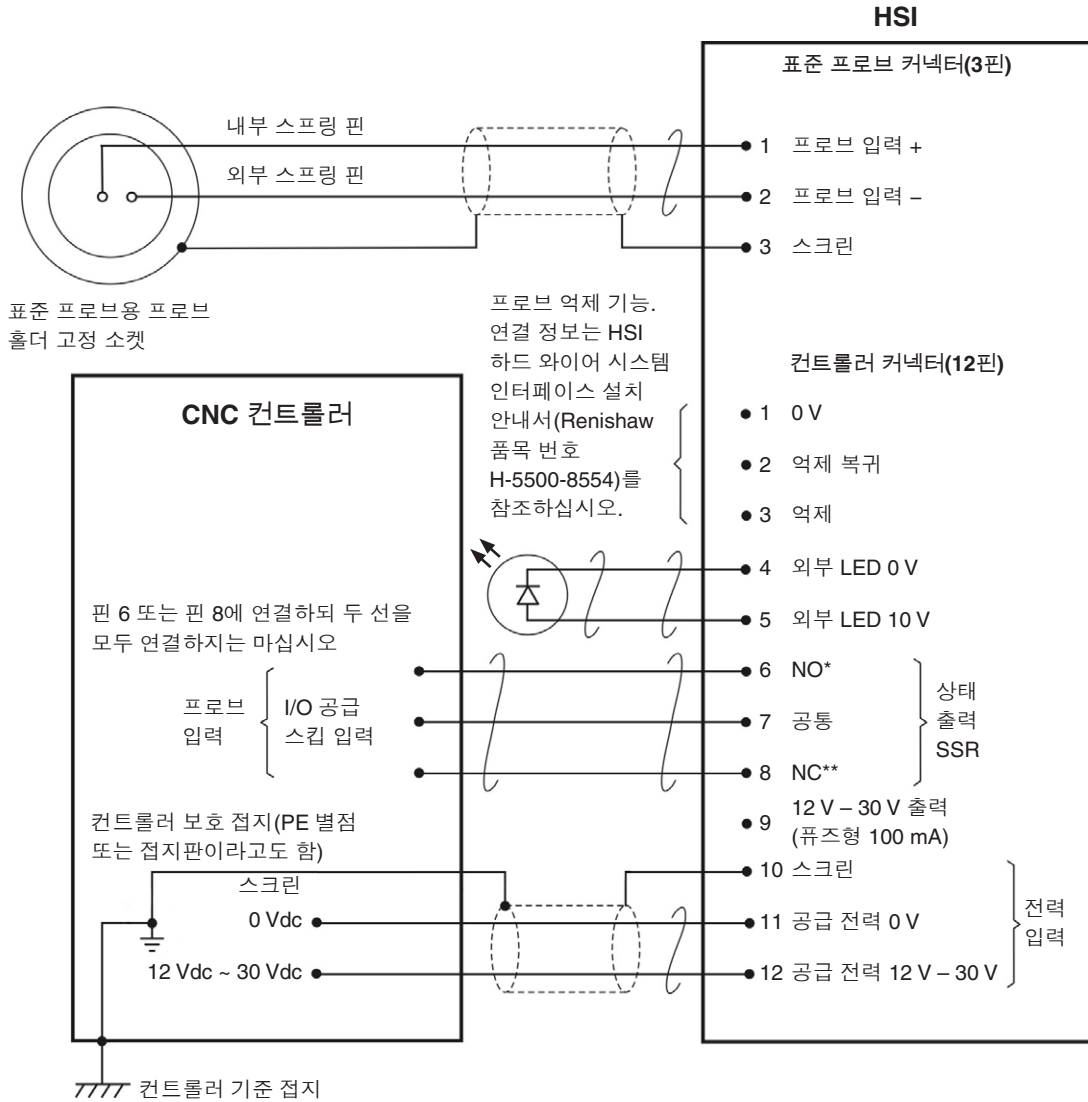 HSI
표준 프로브 커넥터(3핀)
내부 스프링 핀
외부 스프링 핀
1 프로브 입력 +
2 프로브 입력 –
3 스크린
표준 프로브용 프로브
홀더 고정 소켓
프로브 억제 기능.
연결 정보는 HSI
하드 와이어 시스템
인터페이스 설치
안내서(Renishaw
품목 번호
H-5500-8554)를
참조하십시오.
컨트롤러 커넥터(12핀)
CNC 컨트롤러
1 0 V
2 억제 복귀
3 억제
4 외부 LED 0 V
5 외부 LED 10 V
핀 6 또는 핀 8에 연결하되 두 선을
모두 연결하지는 마십시오
프로브
입력
I/O 공급
스킵 입력
6 NO*
7 공통
8 NC**
상태
출력
SSR
9 12 V – 30 V 출력
(퓨즈형 100 mA)
컨트롤러 보호 접지(PE 별점
또는 접지판이라고도 함)
스크린
0 Vdc
12 Vdc ~ 30 Vdc
10 스크린
11 공급 전력 0 V
12 공급 전력 12 V – 30 V
전력
입력
컨트롤러 기준 접지